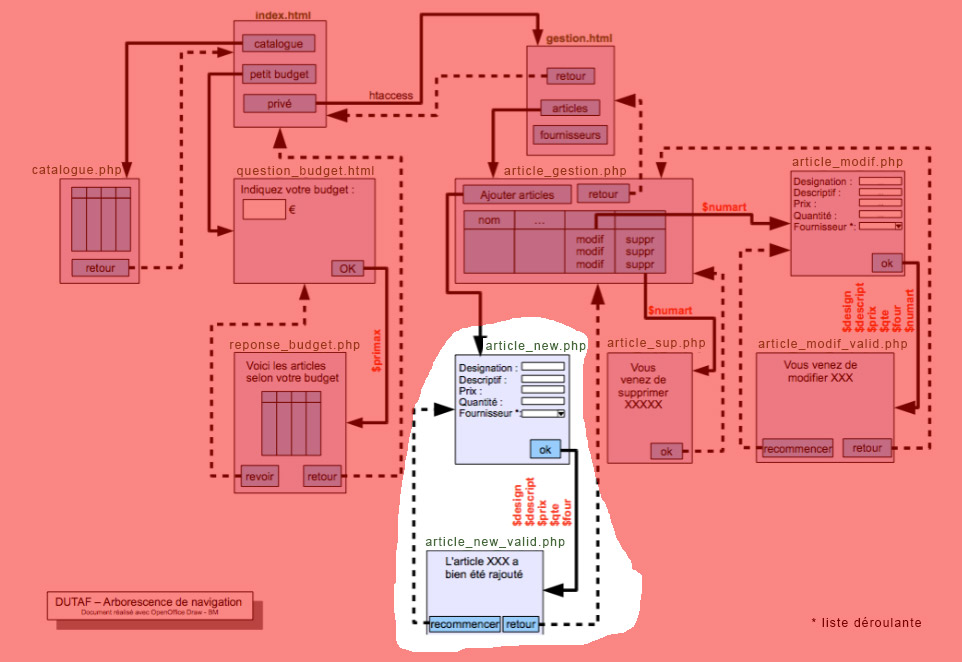 index.html
catalogue
petit budget
privé
htaccess
gestion.html
retour
articles
fournisseurs
catalogue.php
retour
question_budget.html
Indiquez votre budget :
€
OK
$primax
reponse_budget.php
Voici les articles
selon votre budget
revoir
retour
article_gestion.php
Ajouter articles
retour
nom
...
modif
suppr
modif
suppr
modif
suppr
$numart
$numart
article_modif.php
Designation :
Descriptif :
Prix :
Quantité :
Fournisseur *:
ok
$design
$descript
$prix
$qte
$four
$numart
article_new.php
Designation :
Descriptif :
Prix :
Quantité :
Fournisseur *:
ok
$design
$descript
$prix
$qte
$four
article_new_valid.php
L'article XXX a
bien été rajouté
recommencer
retour
article_sup.php
Vous
venez de
supprimer
XXXXX
ok
article_modif_valid.php
Vous venez de
modifier XXX
recommencer
retour
DUTAF – Arborescence de navigation
Document réalisé avec OpenOffice Draw - BM
* liste déroulante